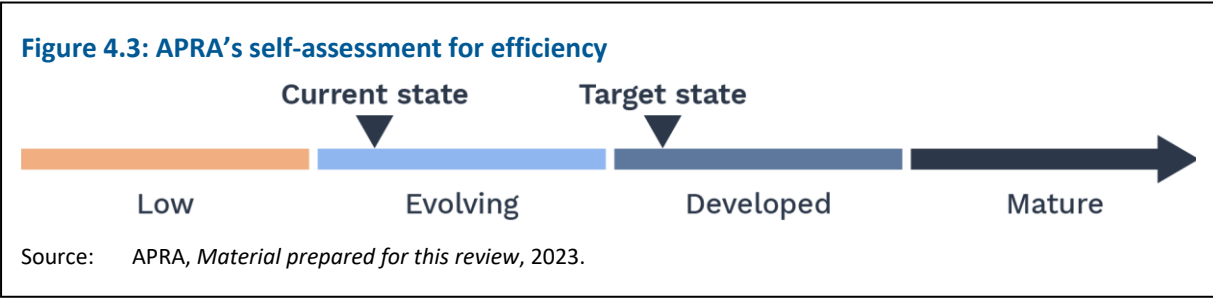 Figure 4.3: APRA’s self-assessment for efficiency
Current state Target state
Low Evolving Developed Mature
Source: APRA, Material prepared for this review, 2023.